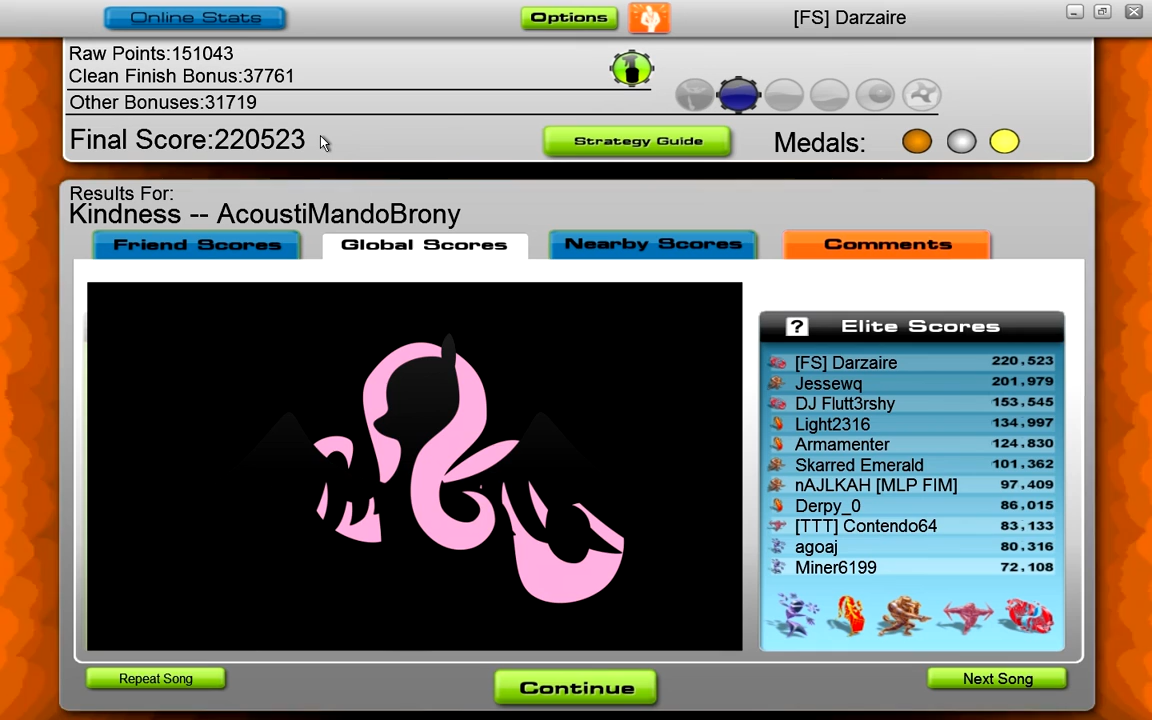 Online Stats
Options
[FS] Darzaire
Raw Points:151043
Clean Finish Bonus:37761
Other Bonuses:31719
Final Score:220523
Strategy Guide
Medals:
Results For:
Kindness -- AcoustiMandoBrony
Friend Scores
Global Scores
Nearby Scores
Comments
? Elite Scores
[FS] Darzaire 220,523
Jessewq 201,979
DJ Flutt3rshy 153,545
Light2316 134,997
Armamenter 124,830
Skarred Emerald 101,362
nAJLKAH [MLP FIM] 97,409
Derpy_0 86,015
[TTT] Contendo64 83,133
agoaj 80,316
Miner6199 72,108
Repeat Song
Continue
Next Song